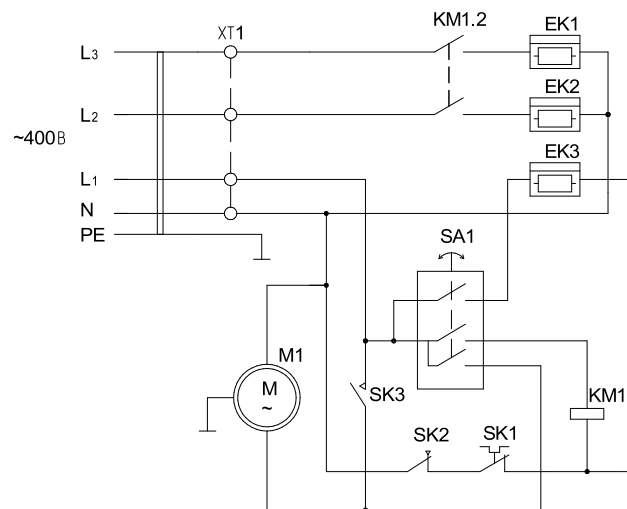 XT1
KM1.2
EK1
L3
EK2
L2
~400В
EK3
L1
N
PE
SA1
M1
M
~
SK3
KM1
SK2
SK1